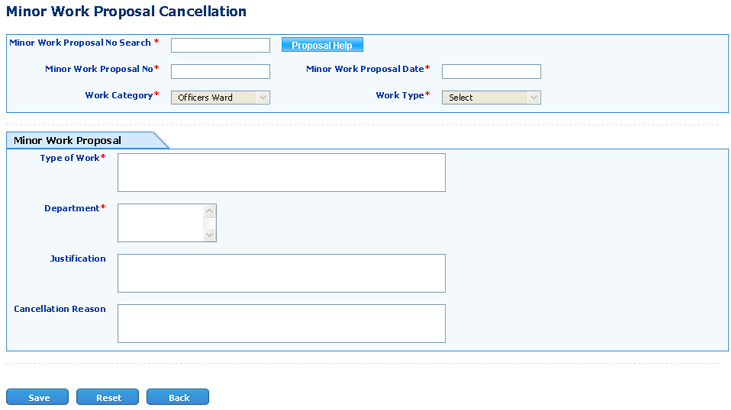 Minor Work Proposal Cancellation
Minor Work Proposal No Search * Proposal Help
Minor Work Proposal No* Minor Work Proposal Date*
Work Category* Officers Ward Work Type* Select
Minor Work Proposal
Type of Work*
Department*
Justification
Cancellation Reason
Save Reset Back